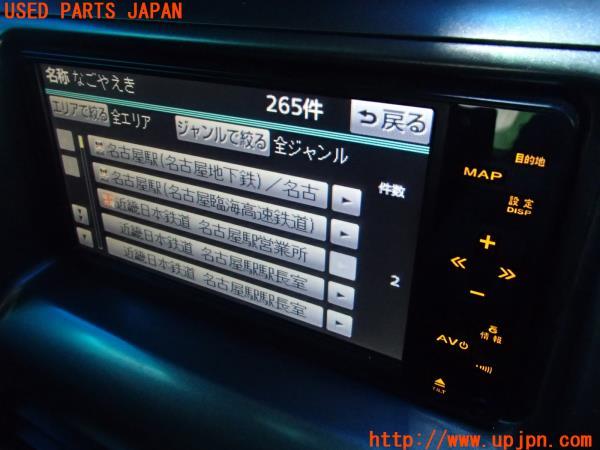 USED PARTS JAPAN
名称 なごやえき
265件
戻る
エリアで絞る 全エリア
ジャンルで絞る 全ジャンル
件数
名古屋駅(名古屋地下鉄)/名古
名古屋駅(名古屋臨海高速鉄道)
近畿日本鉄道 名古屋駅営業所
近畿日本鉄道 名古屋駅駅長室
2
近畿日本鉄道 名古屋駅駅長室
目的地
MAP
設定
DISP
+
«
»
−
情報
AV
TILT
http://www.upjpn.com/